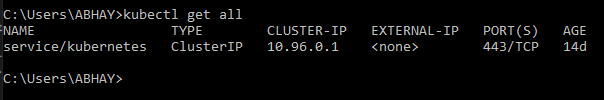 C:\Users\ABHAY>kubectl get all
NAME TYPE CLUSTER-IP EXTERNAL-IP PORT(S) AGE
service/kubernetes ClusterIP 10.96.0.1 <none> 443/TCP 14d
C:\Users\ABHAY>